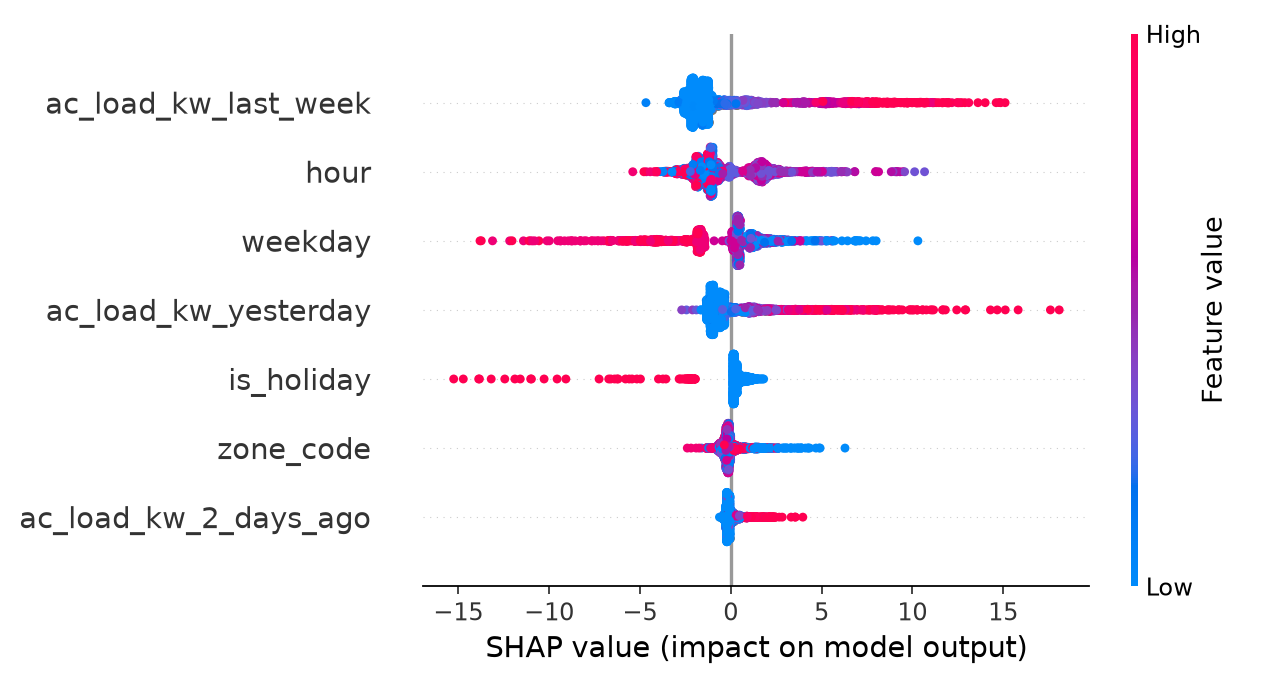 High
ac_load_kw_last_week
hour
weekday
ac_load_kw_yesterday
is_holiday
zone_code
ac_load_kw_2_days_ago
Feature value
Low
−15 −10 −5 0 5 10 15
SHAP value (impact on model output)